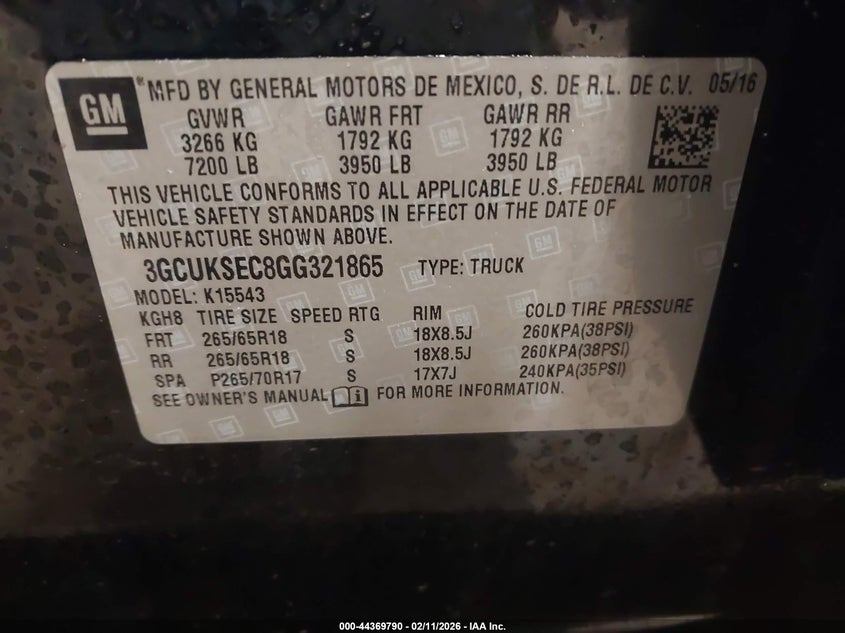 GM
*MFD BY GENERAL MOTORS DE MEXICO, S. DE R.L. DE C.V. 05/16
GVWR GAWR FRT GAWR RR
3266 KG 1792 KG 1792 KG
7200 LB 3950 LB 3950 LB
THIS VEHICLE CONFORMS TO ALL APPLICABLE U.S. FEDERAL MOTOR
VEHICLE SAFETY STANDARDS IN EFFECT ON THE DATE OF
MANUFACTURE SHOWN ABOVE.
3GCUKSEC8GG321865 TYPE: TRUCK
MODEL: K15543
KGH8 TIRE SIZE SPEED RTG RIM COLD TIRE PRESSURE
FRT 265/65R18 S 18X8.5J 260KPA(38PSI)
RR 265/65R18 S 18X8.5J 260KPA(38PSI)
SPA P265/70R17 S 17X7J 240KPA(35PSI)
SEE OWNER'S MANUAL FOR MORE INFORMATION.
000-44369790 - 02/11/2026 - IAA Inc.